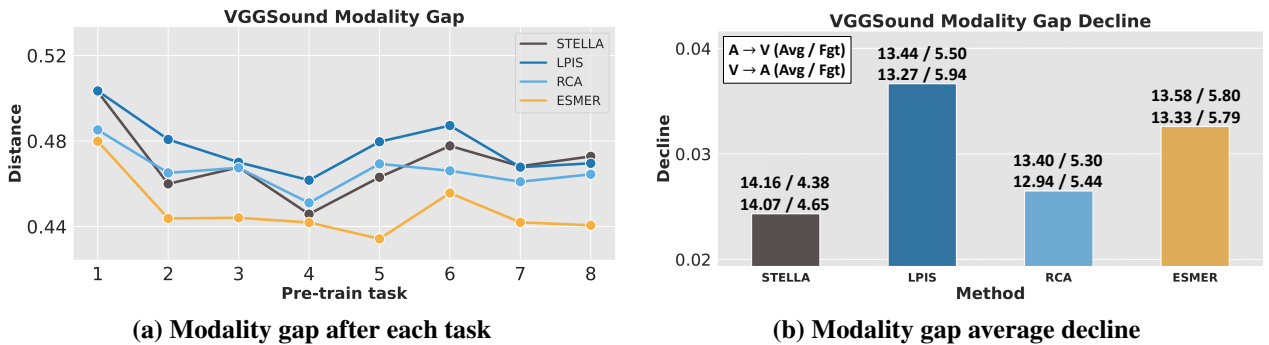 VGGSound Modality Gap
0.52
0.48
0.44
Distance
STELLA
LPIS
RCA
ESMER
1 2 3 4 5 6 7 8
Pre-train task
(a) Modality gap after each task
VGGSound Modality Gap Decline
0.04
0.03
0.02
Decline
A → V (Avg / Fgt)
V → A (Avg / Fgt)
14.16 / 4.38
14.07 / 4.65
13.44 / 5.50
13.27 / 5.94
13.40 / 5.30
12.94 / 5.44
13.58 / 5.80
13.33 / 5.79
STELLA LPIS RCA ESMER
Method
(b) Modality gap average decline